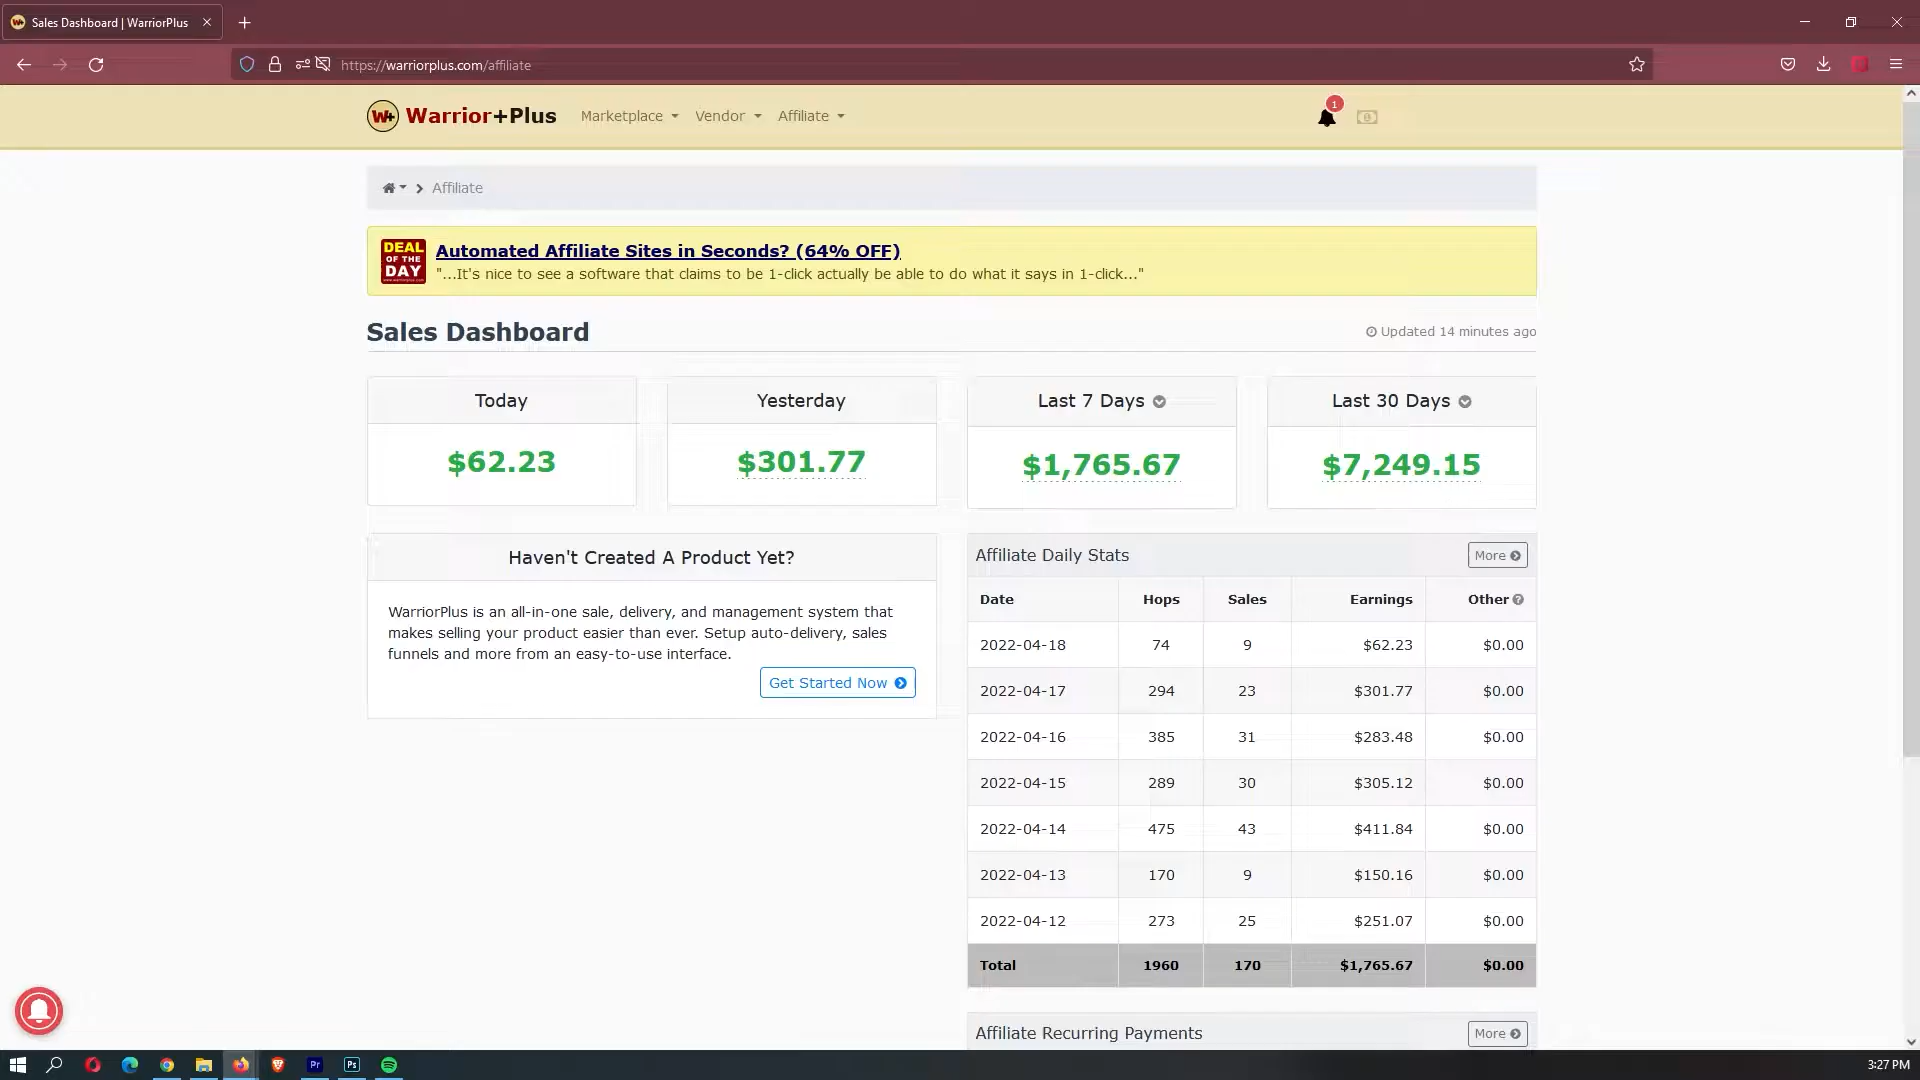 Sales Dashboard | WarriorPlus
https://warriorplus.com/affiliate
W+ Warrior+Plus Marketplace Vendor Affiliate 1
Affiliate
DEAL OF THE DAY
Automated Affiliate Sites in Seconds? (64% OFF)
"...It's nice to see a software that claims to be 1-click actually be able to do what it says in 1-click..."
Sales Dashboard Updated 14 minutes ago
Today Yesterday Last 7 Days Last 30 Days
$62.23 $301.77 $1,765.67 $7,249.15
Haven't Created A Product Yet?
WarriorPlus is an all-in-one sale, delivery, and management system that
makes selling your product easier than ever. Setup auto-delivery, sales
funnels and more from an easy-to-use interface.
Get Started Now
Affiliate Daily Stats More
Date Hops Sales Earnings Other
2022-04-18 74 9 $62.23 $0.00
2022-04-17 294 23 $301.77 $0.00
2022-04-16 385 31 $283.48 $0.00
2022-04-15 289 30 $305.12 $0.00
2022-04-14 475 43 $411.84 $0.00
2022-04-13 170 9 $150.16 $0.00
2022-04-12 273 25 $251.07 $0.00
Total 1960 170 $1,765.67 $0.00
Affiliate Recurring Payments More
Pr Ps 3:27 PM